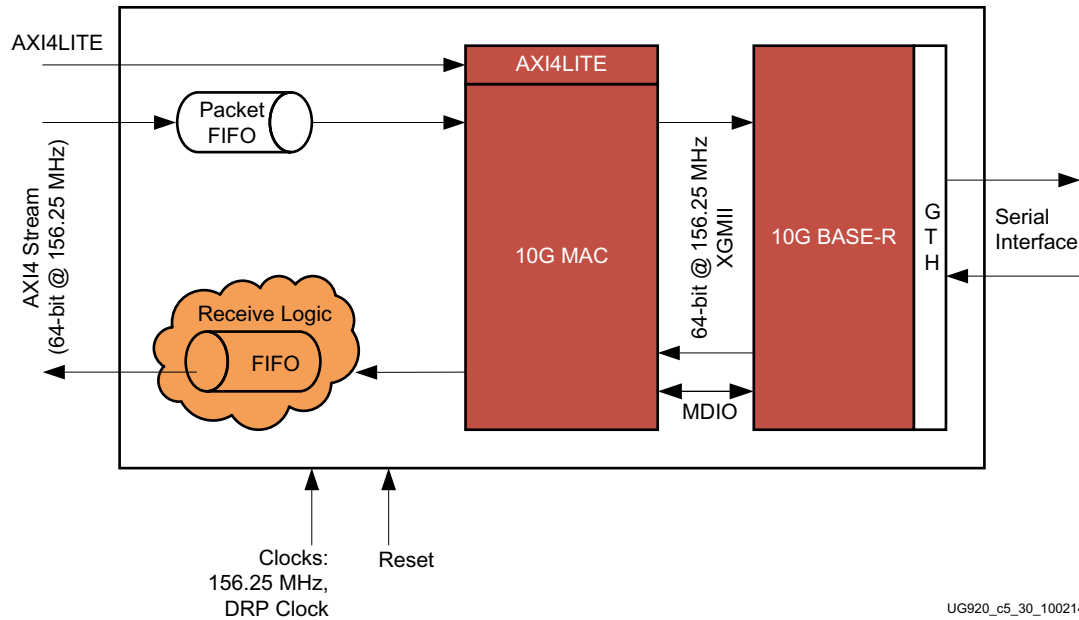 AXI4LITE
AXI4LITE
Packet
FIFO
AXI4 Stream
(64-bit @ 156.25 MHz)
10G MAC
64-bit @ 156.25 MHz
XGMII
10G BASE-R
G
T
H
Serial
Interface
Receive Logic
FIFO
MDIO
Clocks:
156.25 MHz,
DRP Clock
Reset
UG920_c5_30_100214